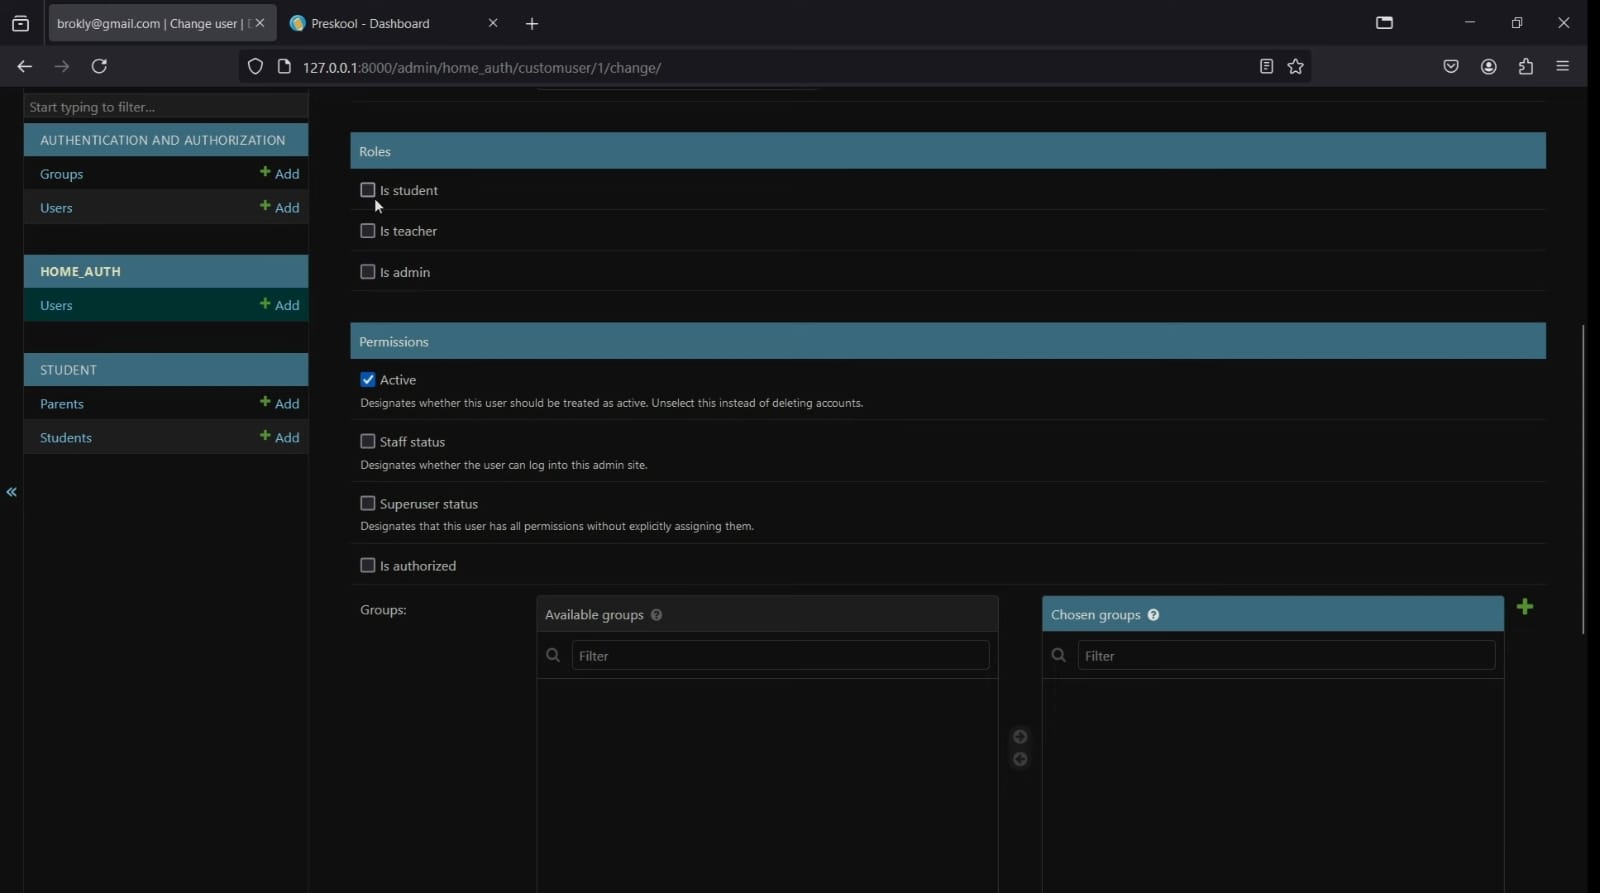 brokly@gmail.com | Change user |
Preskool - Dashboard
127.0.0.1:8000/admin/home_auth/customuser/1/change/
Start typing to filter...
AUTHENTICATION AND AUTHORIZATION
Groups + Add
Users + Add
HOME_AUTH
Users + Add
STUDENT
Parents + Add
Students + Add
«
Roles
Is student
Is teacher
Is admin
Permissions
Active
Designates whether this user should be treated as active. Unselect this instead of deleting accounts.
Staff status
Designates whether the user can log into this admin site.
Superuser status
Designates that this user has all permissions without explicitly assigning them.
Is authorized
Groups:
Available groups ?
Filter
Chosen groups ?
Filter